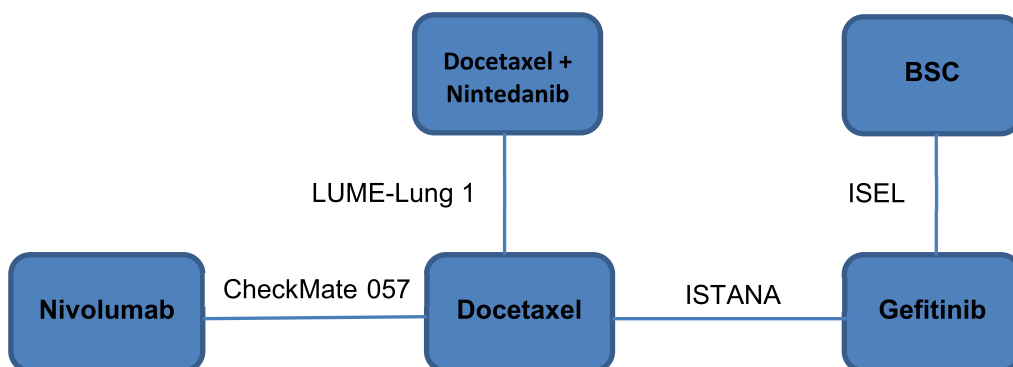 Docetaxel +
Nintedanib
BSC
LUME-Lung 1
ISEL
Nivolumab
CheckMate 057
Docetaxel
ISTANA
Gefitinib